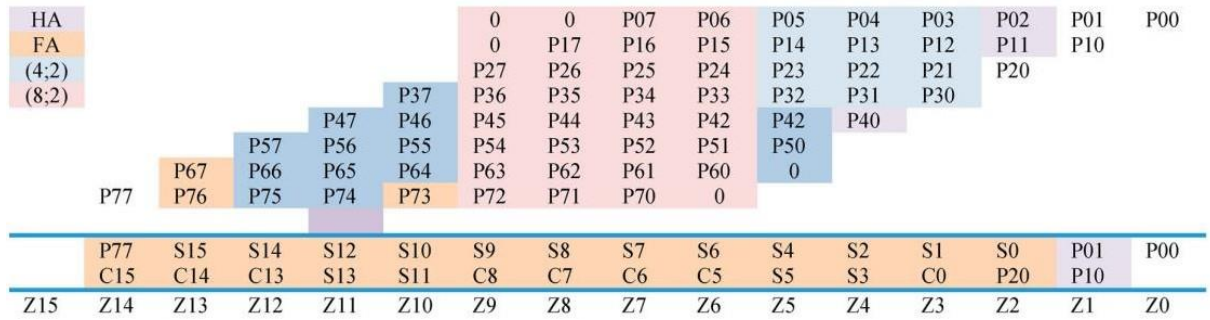 HA 0 0 P07 P06 P05 P04 P03 P02 P01 P00
FA 0 P17 P16 P15 P14 P13 P12 P11 P10
(4;2) P27 P26 P25 P24 P23 P22 P21 P20
(8;2) P37 P36 P35 P34 P33 P32 P31 P30
P47 P46 P45 P44 P43 P42 P42 P40
P57 P56 P55 P54 P53 P52 P51 P50
P67 P66 P65 P64 P63 P62 P61 P60 0
P77 P76 P75 P74 P73 P72 P71 P70 0
P77 S15 S14 S12 S10 S9 S8 S7 S6 S4 S2 S1 S0 P01 P00
C15 C14 C13 S13 S11 C8 C7 C6 C5 S5 S3 C0 P20 P10
Z15 Z14 Z13 Z12 Z11 Z10 Z9 Z8 Z7 Z6 Z5 Z4 Z3 Z2 Z1 Z0